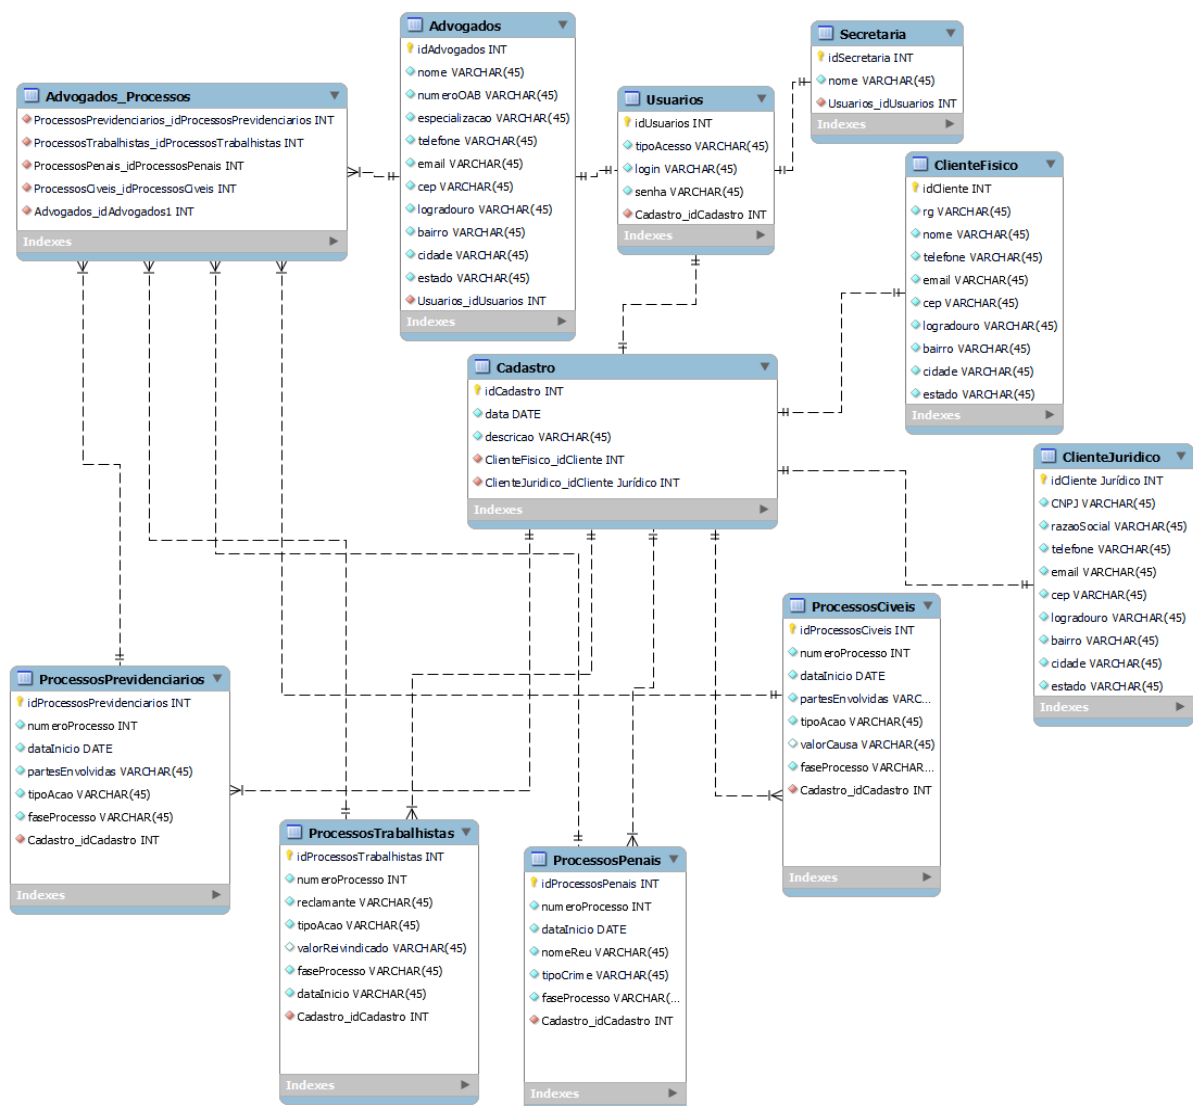 Advogados_Processos
ProcessosPrevidenciarios_idProcessosPrevidenciarios INT
ProcessosTrabalhistas_idProcessosTrabalhistas INT
ProcessosPenais_idProcessosPenais INT
ProcessosCiveis_idProcessosCiveis INT
Advogados_idAdvogados1 INT
Indexes
Advogados
idAdvogados INT
nome VARCHAR(45)
numeroOAB VARCHAR(45)
especializacao VARCHAR(45)
telefone VARCHAR(45)
email VARCHAR(45)
cep VARCHAR(45)
logradouro VARCHAR(45)
bairro VARCHAR(45)
cidade VARCHAR(45)
estado VARCHAR(45)
Usuarios_idUsuarios INT
Indexes
Usuarios
idUsuarios INT
tipoAcesso VARCHAR(45)
login VARCHAR(45)
senha VARCHAR(45)
Cadastro_idCadastro INT
Indexes
Secretaria
idSecretaria INT
nome VARCHAR(45)
Usuarios_idUsuarios INT
Indexes
ClienteFisico
idCliente INT
rg VARCHAR(45)
nome VARCHAR(45)
telefone VARCHAR(45)
email VARCHAR(45)
cep VARCHAR(45)
logradouro VARCHAR(45)
bairro VARCHAR(45)
cidade VARCHAR(45)
estado VARCHAR(45)
Indexes
Cadastro
idCadastro INT
data DATE
descricao VARCHAR(45)
ClienteFisico_idCliente INT
ClienteJuridico_idCliente Jurídico INT
Indexes
ClienteJuridico
idCliente Jurídico INT
CNPJ VARCHAR(45)
razaoSocial VARCHAR(45)
telefone VARCHAR(45)
email VARCHAR(45)
cep VARCHAR(45)
logradouro VARCHAR(45)
bairro VARCHAR(45)
cidade VARCHAR(45)
estado VARCHAR(45)
Indexes
ProcessosCiveis
idProcessosCiveis INT
numeroProcesso INT
dataInicio DATE
partesEnvolvidas VARC...
tipoAcao VARCHAR(45)
valorCausa VARCHAR(45)
faseProcesso VARCHAR...
Cadastro_idCadastro INT
Indexes
ProcessosPrevidenciarios
idProcessosPrevidenciarios INT
numeroProcesso INT
dataInicio DATE
partesEnvolvidas VARCHAR(45)
tipoAcao VARCHAR(45)
faseProcesso VARCHAR(45)
Cadastro_idCadastro INT
Indexes
ProcessosTrabalhistas
idProcessosTrabalhistas INT
numeroProcesso INT
reclamante VARCHAR(45)
tipoAcao VARCHAR(45)
valorReivindicado VARCHAR(45)
faseProcesso VARCHAR(45)
dataInicio VARCHAR(45)
Cadastro_idCadastro INT
Indexes
ProcessosPenais
idProcessosPenais INT
numeroProcesso INT
dataInicio DATE
nomeReu VARCHAR(45)
tipoCrime VARCHAR(45)
faseProcesso VARCHAR(...
Cadastro_idCadastro INT
Indexes